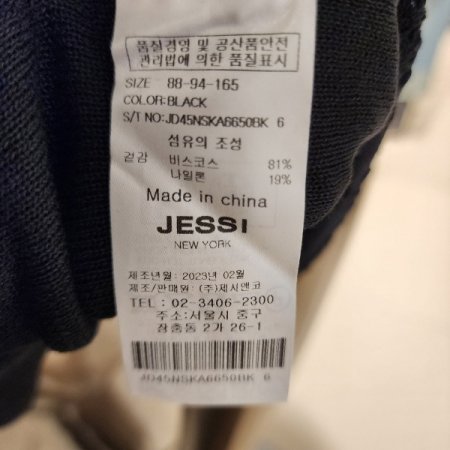 품질경영 및 공산품안전
관리법에 의한 품질표시
SIZE 88-94-165
COLOR:BLACK
S/T NO:JD45NSKA6650BK 6
섬유의 조성
겉감 비스코스 81%
나일론 19%
Made in china
JESSI
NEW YORK
제조년월: 2023년 02월
제조/판매원: (주)제시앤코
TEL: 02-3406-2300
주소:서울시 중구
장충동 2가 26-1
JD45NSKA6650BK 6